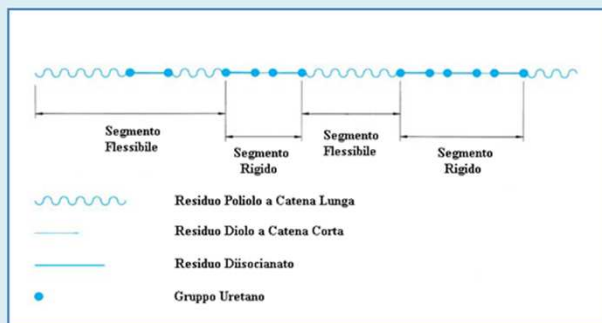 Segmento
Flessibile
Segmento
Rigido
Segmento
Flessibile
Segmento
Rigido
Residuo Poliolo a Catena Lunga
Residuo Diolo a Catena Corta
Residuo Diisocianato
Gruppo Uretano